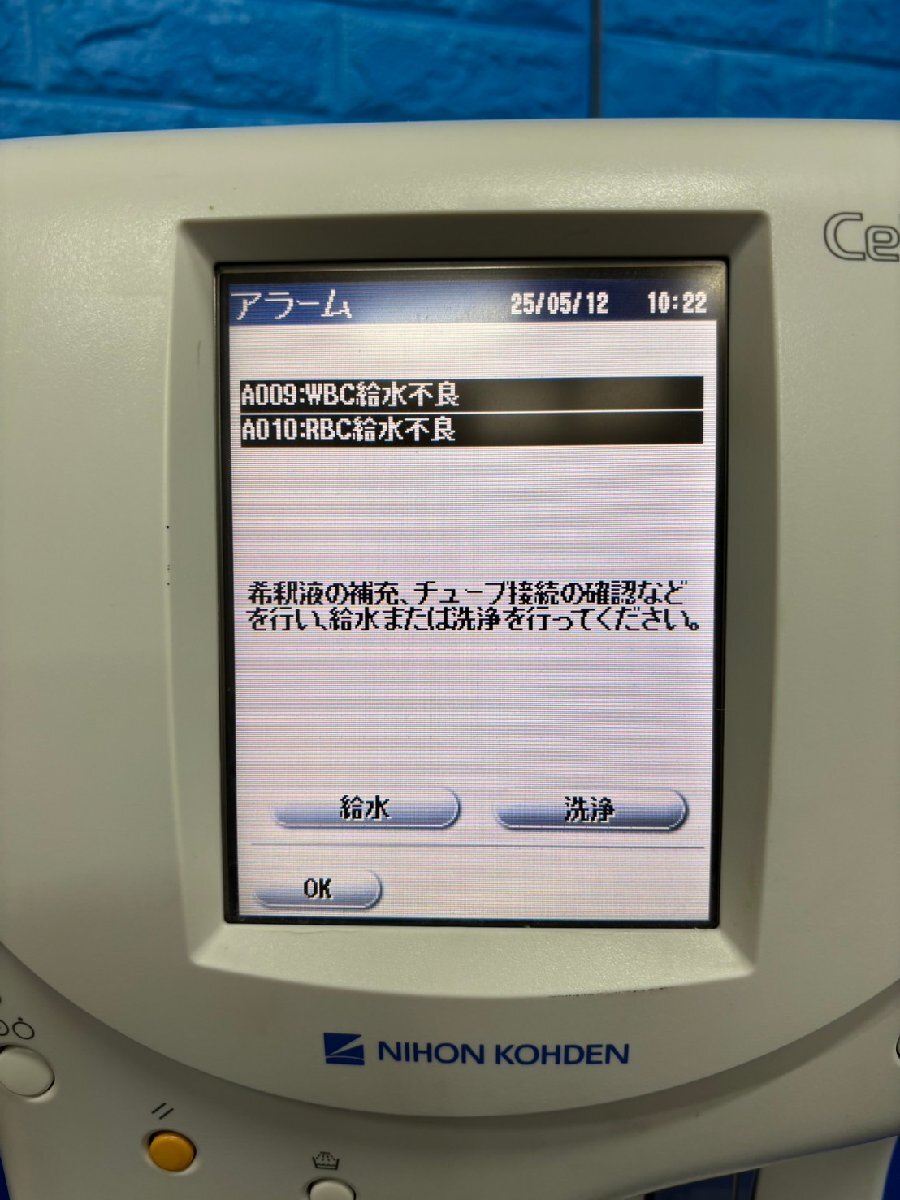 Ce
アラーム 25/05/12 10:22
A009:WBC給水不良
A010:RBC給水不良
希釈液の補充、チューブ接続の確認など
を行い、給水または洗浄を行ってください。
給水 洗浄
OK
NIHON KOHDEN